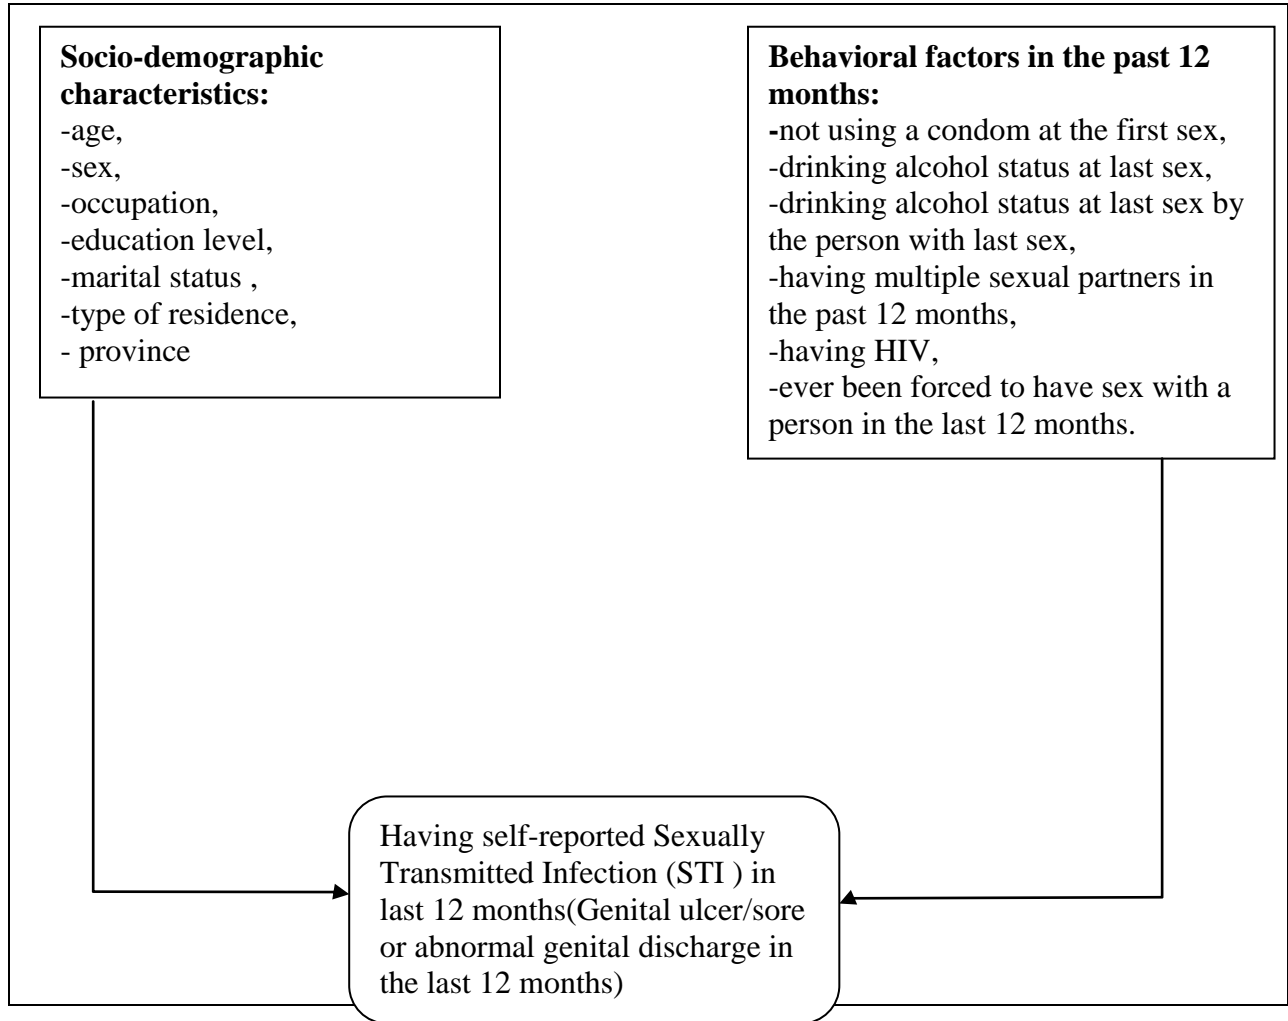 Socio-demographic
characteristics:
-age,
-sex,
-occupation,
-education level,
-marital status ,
-type of residence,
- province
Behavioral factors in the past 12
months:
-not using a condom at the first sex,
-drinking alcohol status at last sex,
-drinking alcohol status at last sex by
the person with last sex,
-having multiple sexual partners in
the past 12 months,
-having HIV,
-ever been forced to have sex with a
person in the last 12 months.
Having self-reported Sexually
Transmitted Infection (STI ) in
last 12 months(Genital ulcer/sore
or abnormal genital discharge in
the last 12 months)